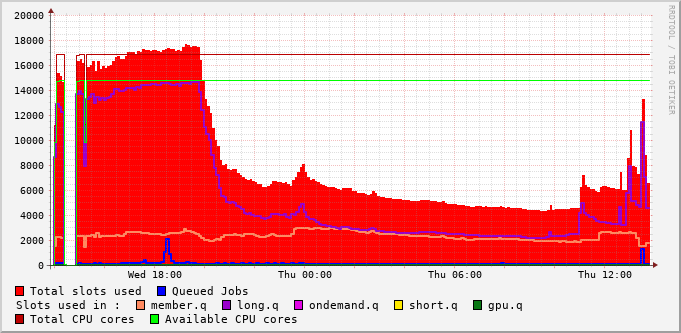 RRDTOOL / TOBI OETIKER
20000
18000
16000
14000
12000
10000
8000
6000
4000
2000
0
Wed 18:00 Thu 00:00 Thu 06:00 Thu 12:00
Total slots used Queued Jobs
Slots used in : member.q long.q ondemand.q short.q gpu.q
Total CPU cores Available CPU cores